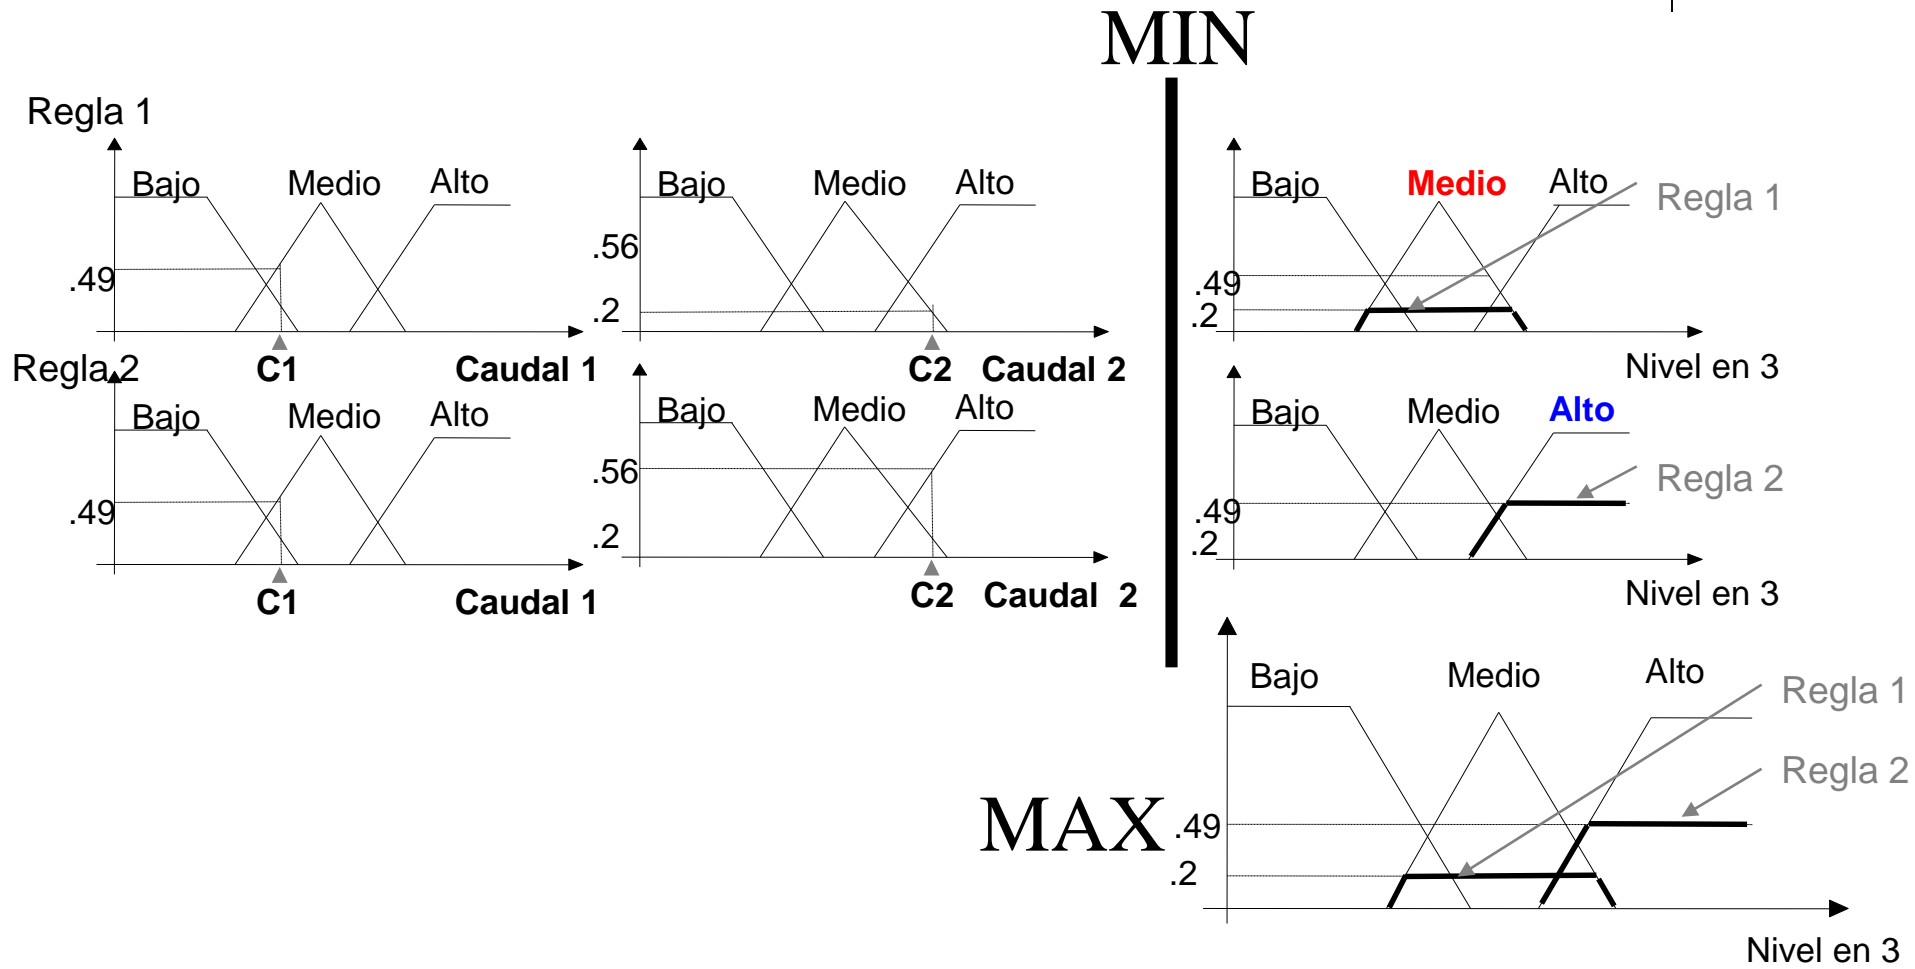 MIN
Regla 1
Bajo Medio Alto
.49
C1 Caudal 1
Bajo Medio Alto
.56
.2
C2 Caudal 2
Bajo Medio Alto
Regla 1
.49
.2
Nivel en 3
Regla 2
Bajo Medio Alto
.49
C1 Caudal 1
Bajo Medio Alto
.56
.2
C2 Caudal 2
Bajo Medio Alto
Regla 2
.49
.2
Nivel en 3
MAX
Bajo Medio Alto
Regla 1
Regla 2
.49
.2
Nivel en 3